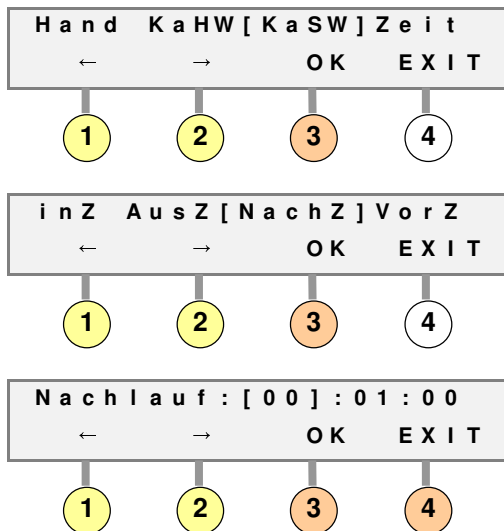 Hand KaHW[KaSW]Zeit
← → OK EXIT
1 2 3 4
inZ AusZ[NachZ]VorZ
← → OK EXIT
1 2 3 4
Nachlauf:[00]:01:00
← → OK EXIT
1 2 3 4